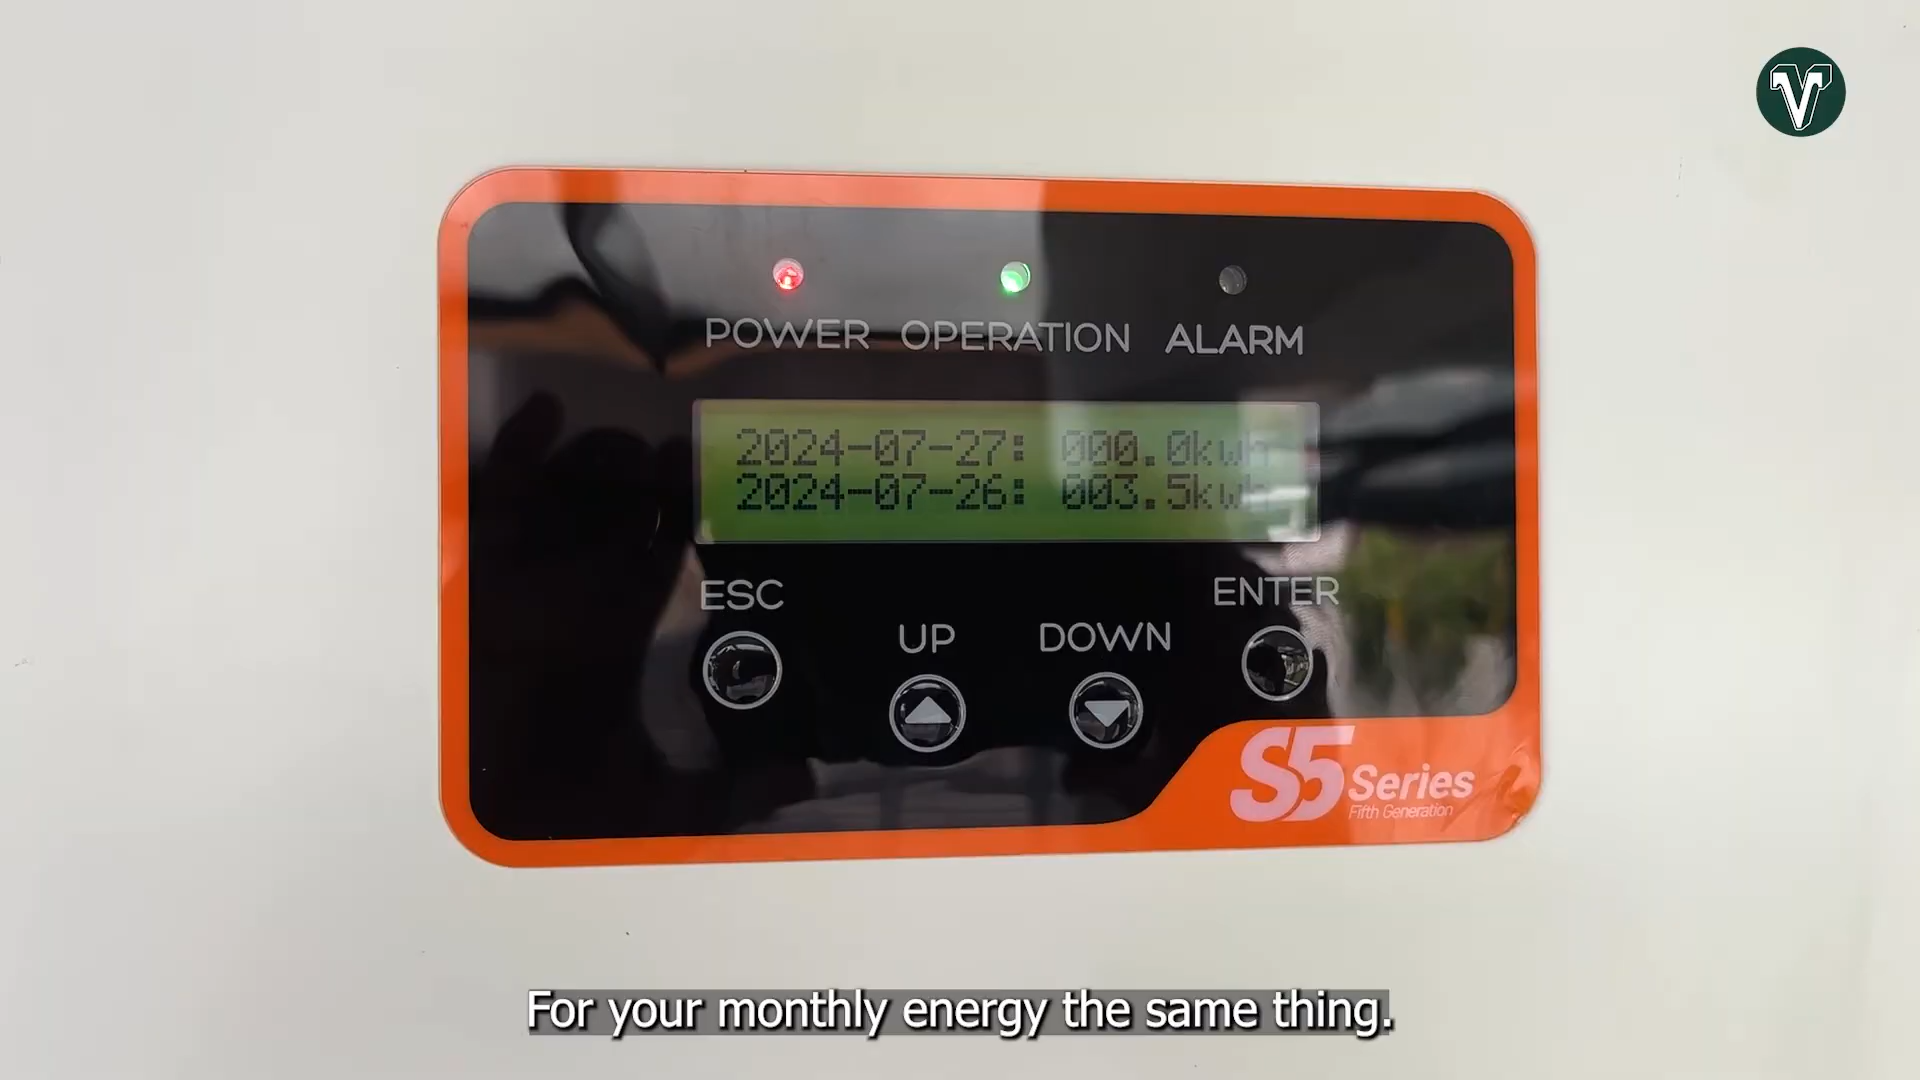 V
POWER OPERATION ALARM
2024-07-27: 000.0kwh
2024-07-26: 003.5kwh
ESC ENTER
UP DOWN
S5 Series
Fifth Generation
For your monthly energy the same thing.